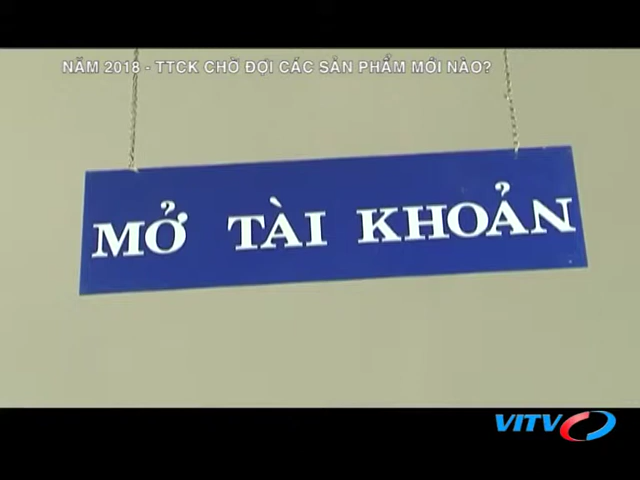 NĂM 2018 - TTCK CHỜ ĐỢI CÁC SẢN PHẨM MỚI NÀO?
MỞ TÀI KHOẢN
VITV